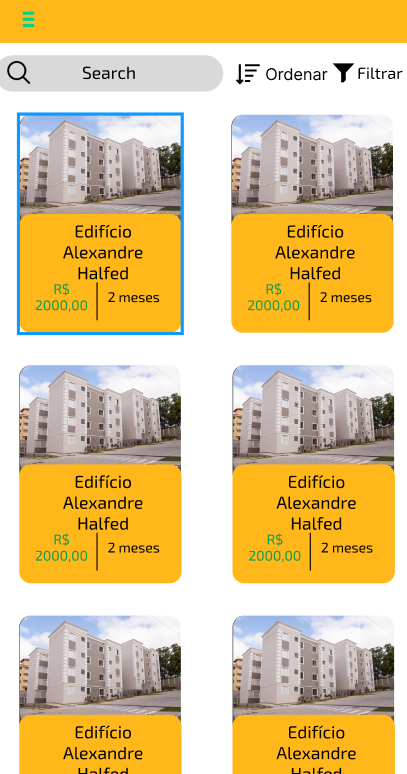 Search Ordenar Filtrar
Edifício
Alexandre
Halfed
R$
2000,00
2 meses
Edifício
Alexandre
Halfed
R$
2000,00
2 meses
Edifício
Alexandre
Halfed
R$
2000,00
2 meses
Edifício
Alexandre
Halfed
R$
2000,00
2 meses
Edifício
Alexandre
Halfed
Edifício
Alexandre
Halfed